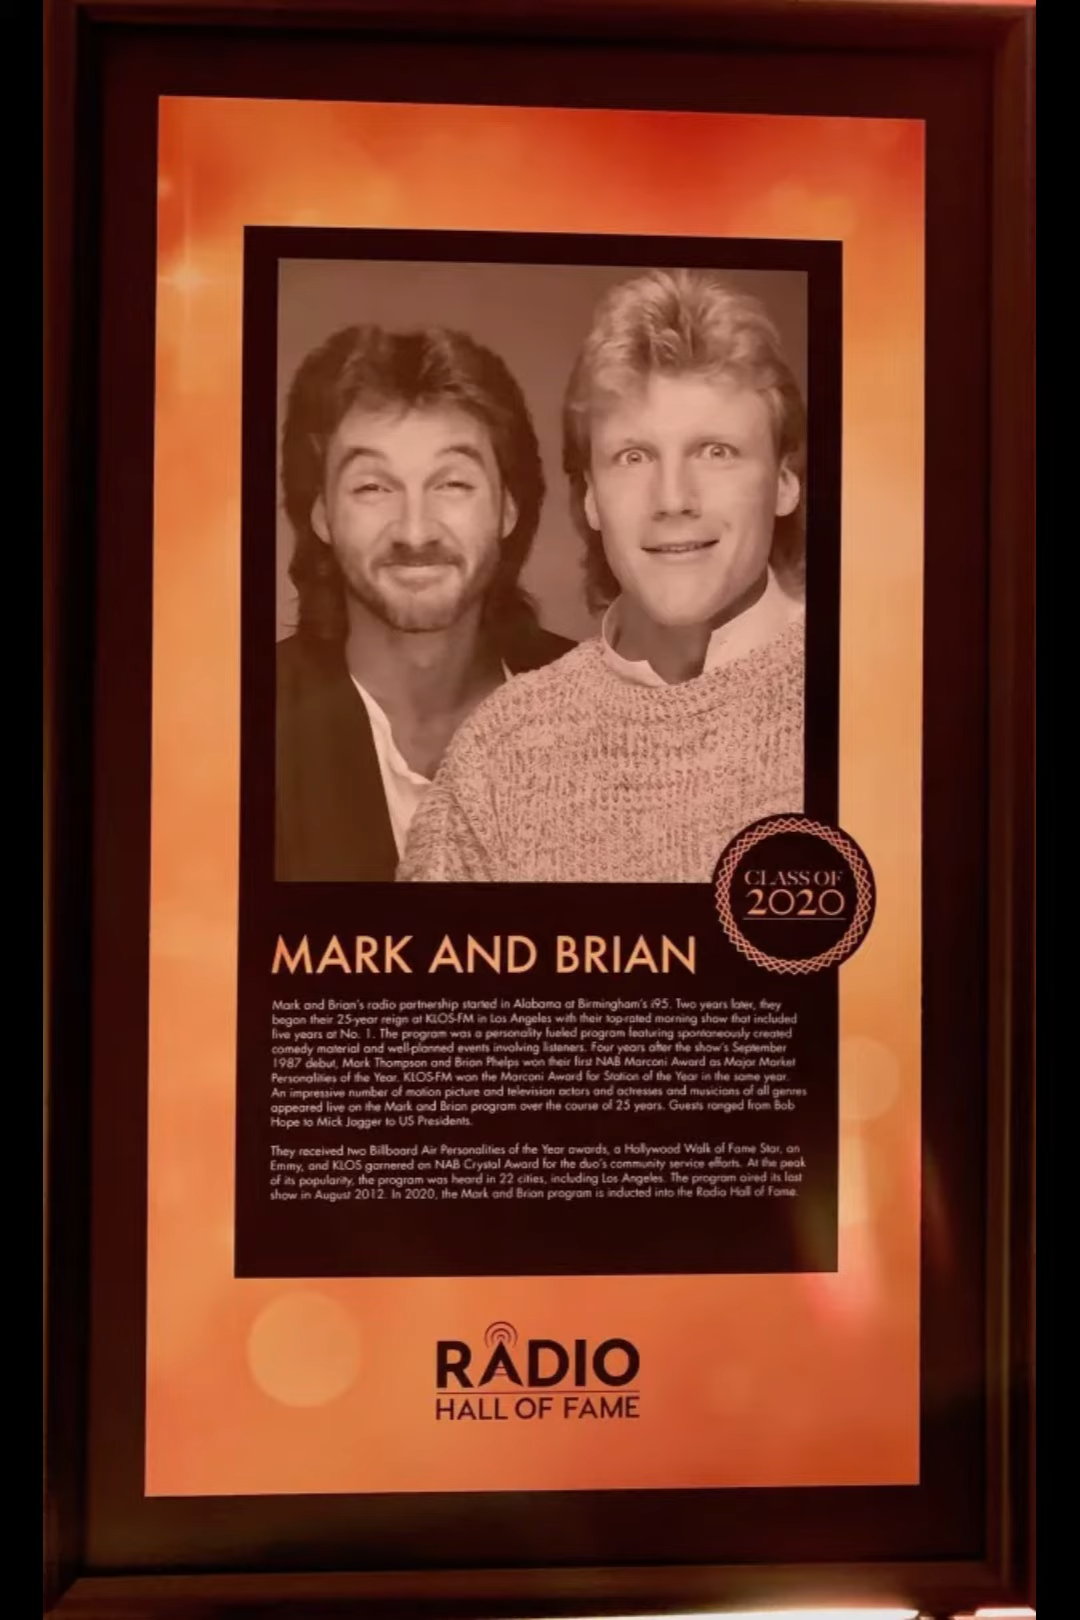 CLASS OF
2020
MARK AND BRIAN
Mark and Brian's radio partnership started in Alabama at Birmingham's i95. Two years later, they
began their 25-year reign at KLOS-FM in Los Angeles with their top-rated morning show that included
five years at No. 1. The program was a personality fueled program featuring spontaneously created
comedy material and well-planned events involving listeners. Four years after the show's September
1987 debut, Mark Thompson and Brian Phelps won their first NAB Marconi Award as Major Market
Personalities of the Year. KLOS-FM won the Marconi Award for Station of the Year in the same year.
An impressive number of motion picture and television actors and actresses and musicians of all genres
appeared live on the Mark and Brian program over the course of 25 years. Guests ranged from Bob
Hope to Mick Jagger to US Presidents.
They received two Billboard Air Personalities of the Year awards, a Hollywood Walk of Fame Star, an
Emmy, and KLOS garnered an NAB Crystal Award for the duo's community service efforts. At the peak
of its popularity, the program was heard in 22 cities, including Los Angeles. The program aired its last
show in August 2012. In 2020, the Mark and Brian program is inducted into the Radio Hall of Fame.
RADIO
HALL OF FAME